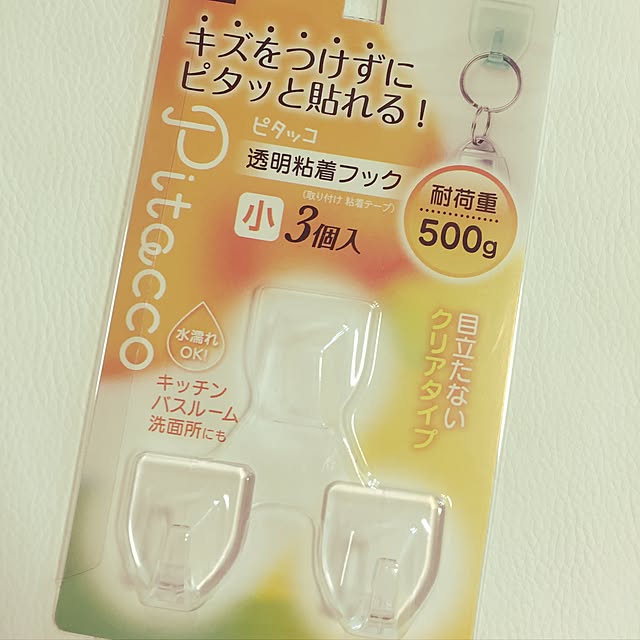 キズをつけずに
ピタッと貼れる!
Pitacco
ピタッコ
透明粘着フック
(取り付け 粘着テープ)
小
3個入
耐荷重
500g
目立たない
クリアタイプ
水濡れ
OK!
キッチン
バスルーム
洗面所にも